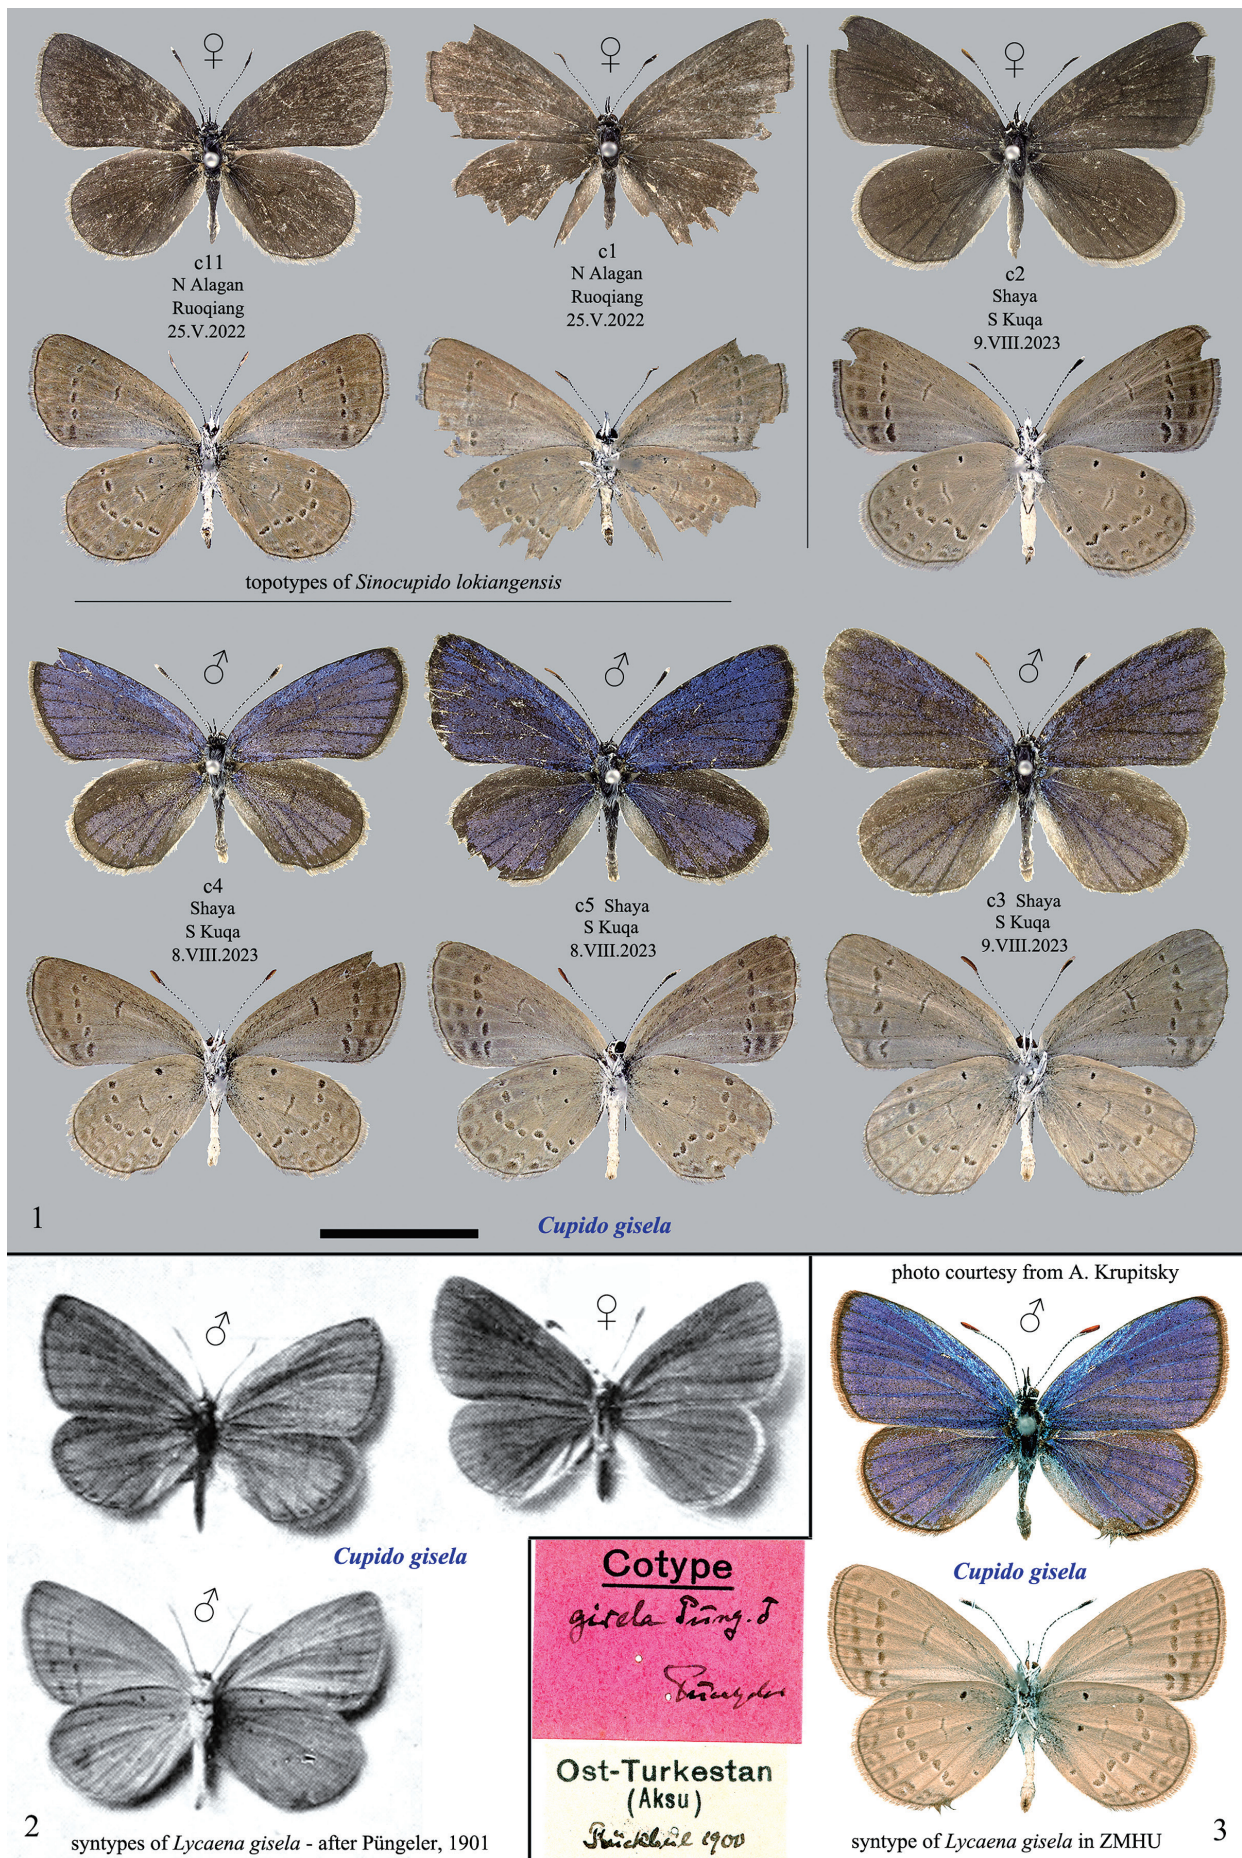 ♀
♀
♀
c11
N Alagan
Ruoqiang
25.V.2022
c1
N Alagan
Ruoqiang
25.V.2022
c2
Shaya
S Kuqa
9.VIII.2023
topotypes of Sinocupido lokiangensis
♂
♂
♂
c4
Shaya
S Kuqa
8.VIII.2023
c5 Shaya
S Kuqa
8.VIII.2023
c3 Shaya
S Kuqa
9.VIII.2023
1
Cupido gisela
♂
♀
Cupido gisela
♂
2
syntypes of Lycaena gisela - after Püngeler, 1901
Cotype
gisela Püng. ♂
Püngeler
Ost-Turkestan
(Aksu)
Rückbeil 1900
photo courtesy from A. Krupitsky
♂
Cupido gisela
3
syntype of Lycaena gisela in ZMHU